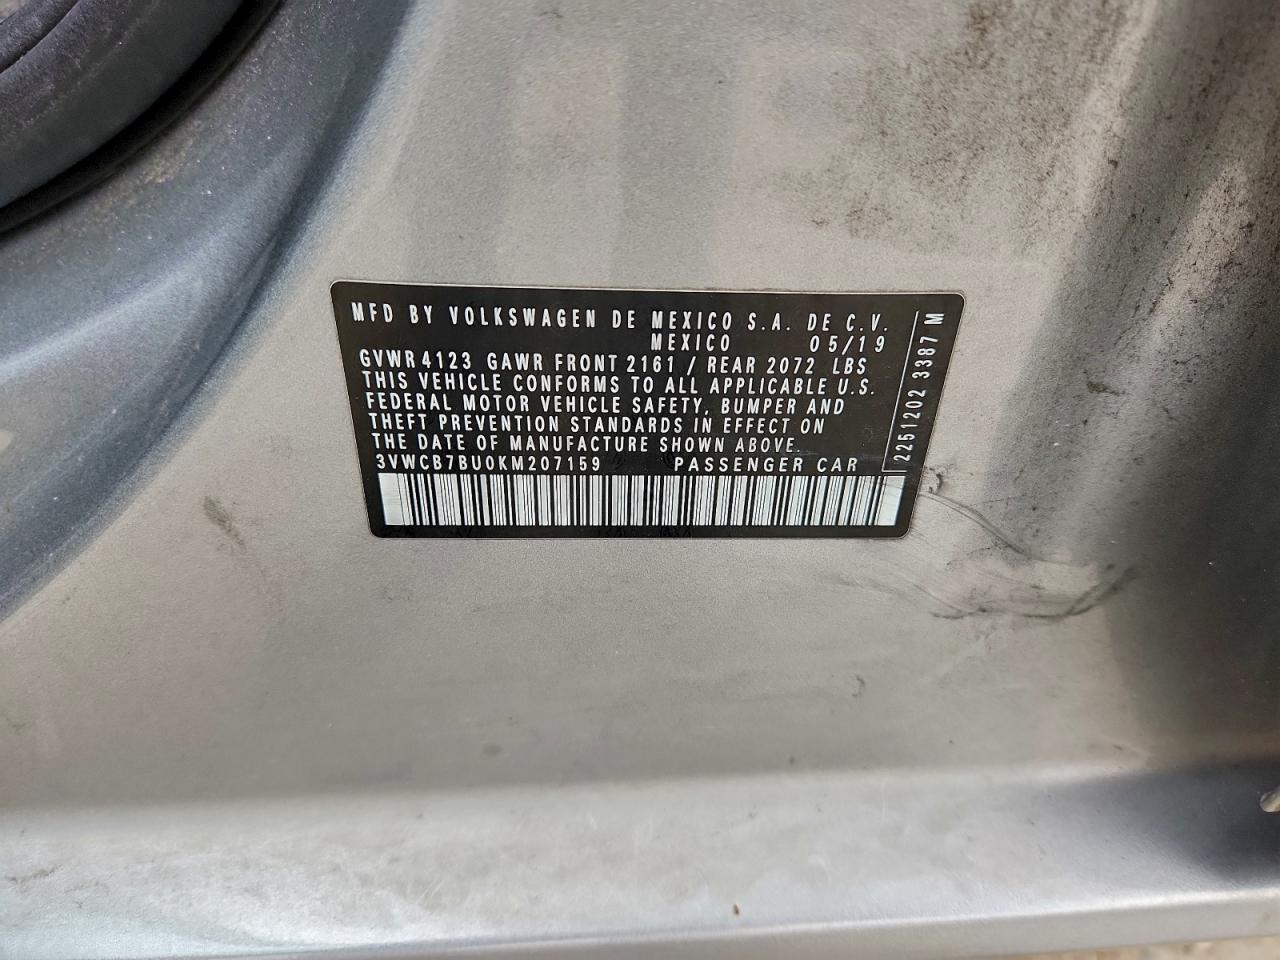 MFD BY VOLKSWAGEN DE MEXICO S.A. DE C.V.
MEXICO 05/19
GVWR 4123 GAWR FRONT 2161 / REAR 2072 LBS
THIS VEHICLE CONFORMS TO ALL APPLICABLE U.S.
FEDERAL MOTOR VEHICLE SAFETY, BUMPER AND
THEFT PREVENTION STANDARDS IN EFFECT ON
THE DATE OF MANUFACTURE SHOWN ABOVE.
3VWCB7BU0KM207159 PASSENGER CAR
2251202 3387 M